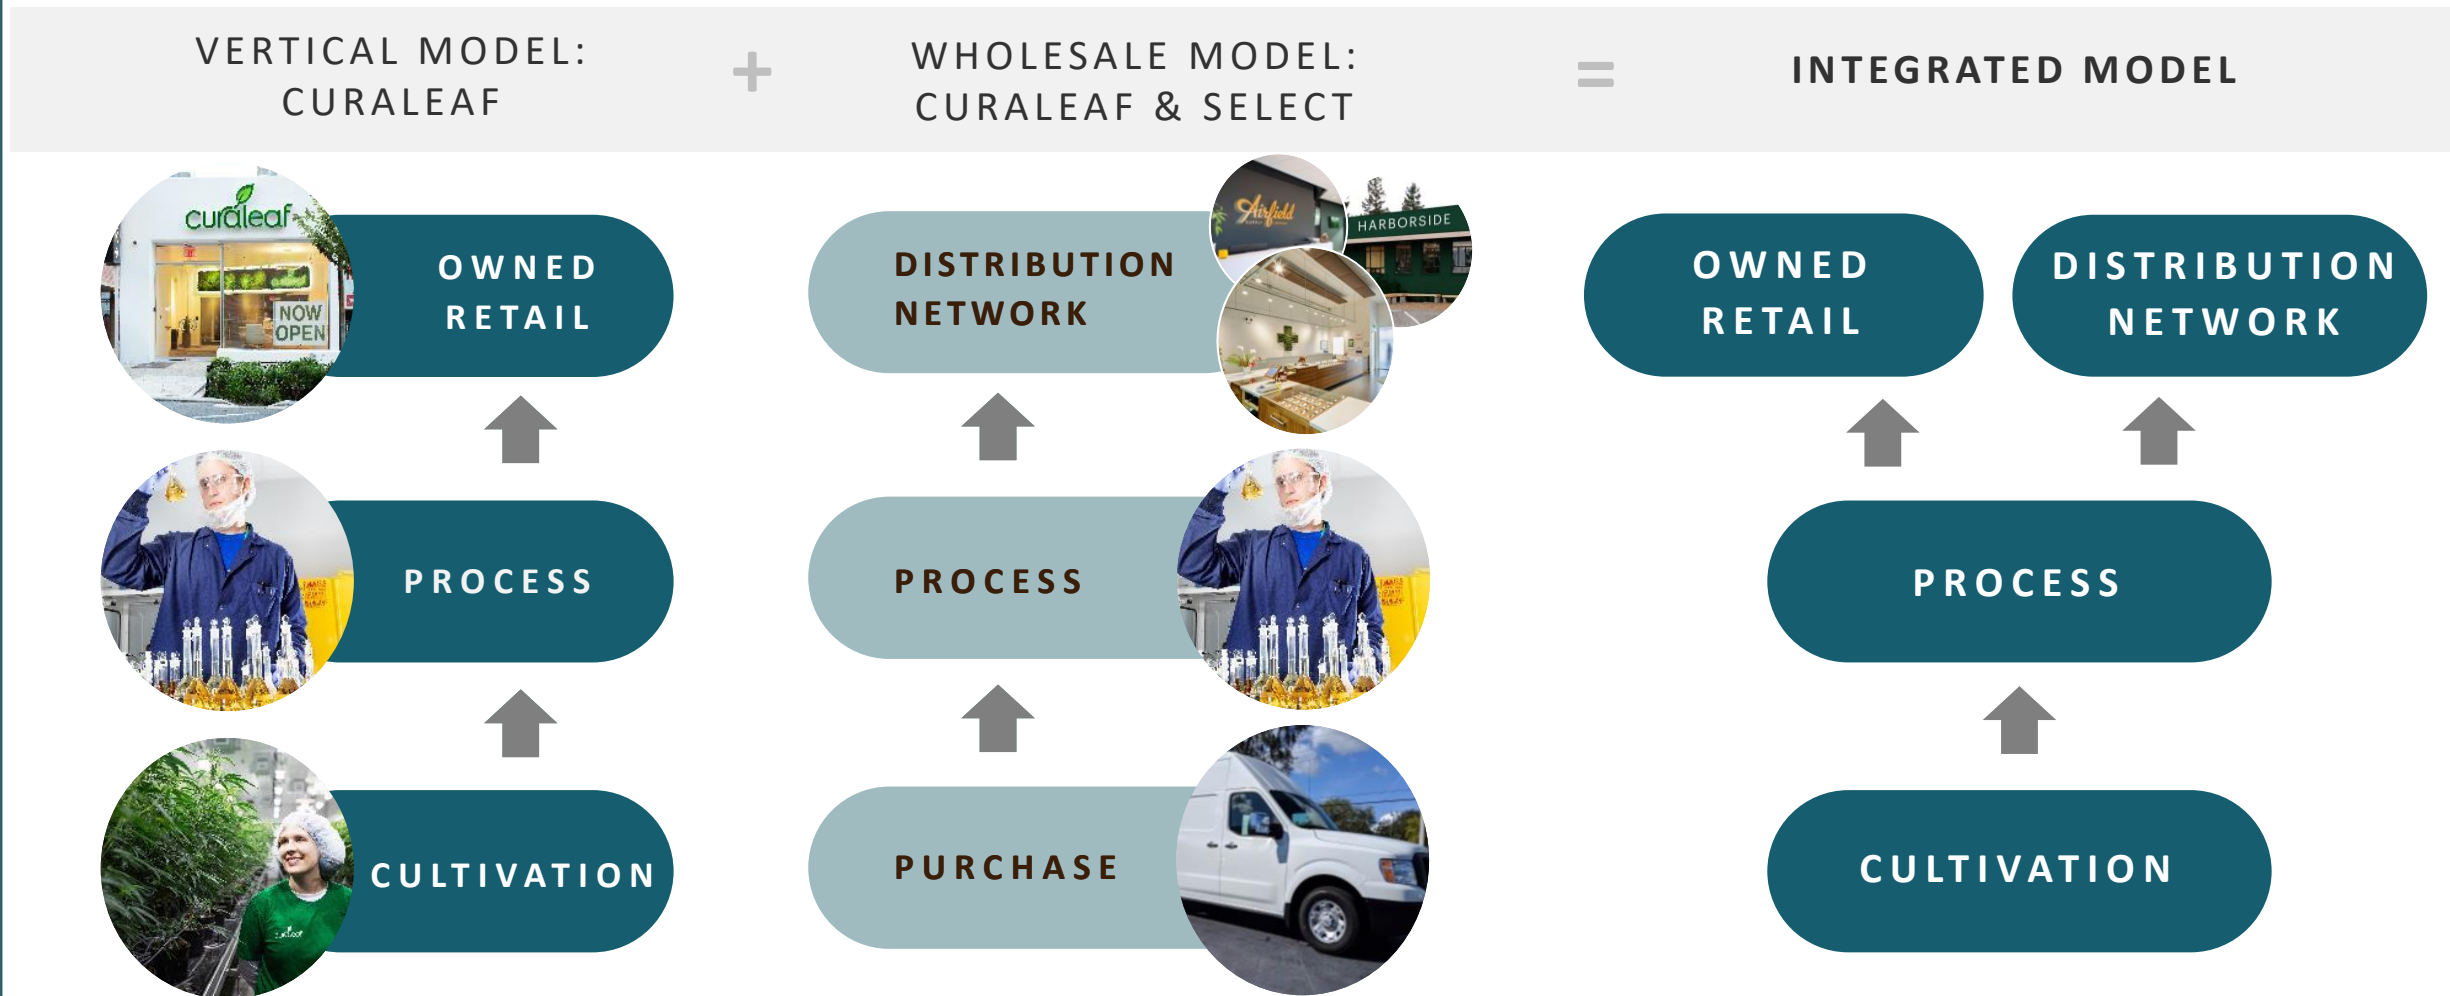 VERTICAL MODEL:
CURALEAF
+
WHOLESALE MODEL:
CURALEAF & SELECT
=
INTEGRATED MODEL
curaleaf
NOW
OPEN
OWNED
RETAIL
DISTRIBUTION
NETWORK
Airfield
HARBORSIDE
OWNED
RETAIL
DISTRIBUTION
NETWORK
PROCESS
PROCESS
PROCESS
CULTIVATION
PURCHASE
CULTIVATION